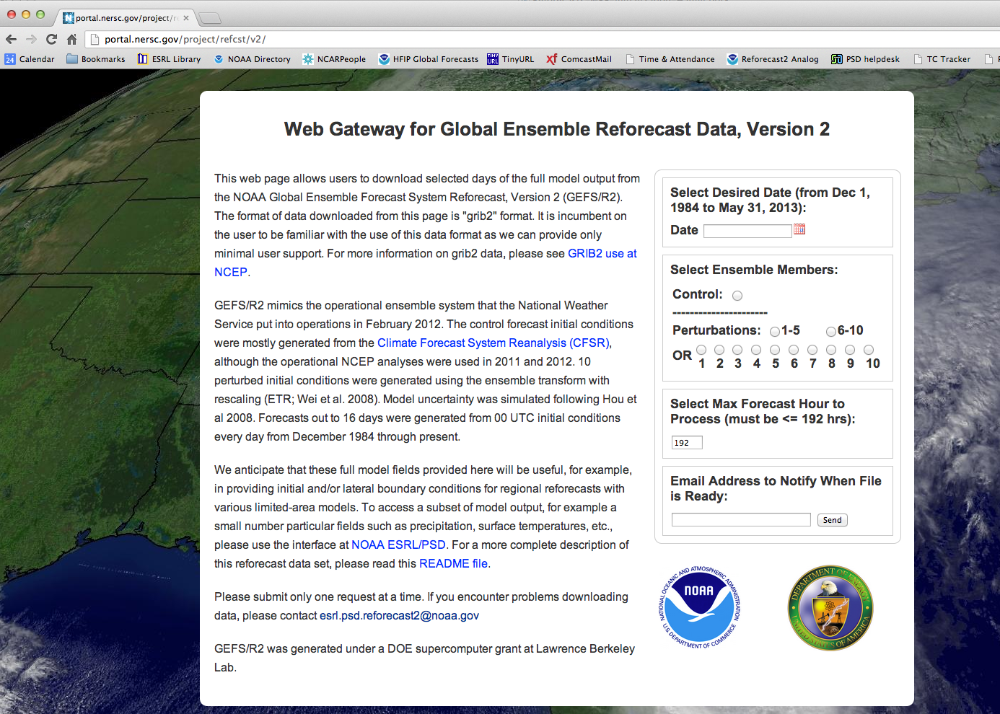 portal.nersc.gov/project/re
portal.nersc.gov/project/refcst/v2/
24 Calendar Bookmarks ESRL Library NOAA Directory NCARPeople HFIP Global Forecasts TINY URL TinyURL xf ComcastMail Time & Attendance Reforecast2 Analog PSD helpdesk TC Tracker
Web Gateway for Global Ensemble Reforecast Data, Version 2
This web page allows users to download selected days of the full model output from
the NOAA Global Ensemble Forecast System Reforecast, Version 2 (GEFS/R2).
The format of data downloaded from this page is "grib2" format. It is incumbent on
the user to be familiar with the use of this data format as we can provide only
minimal user support. For more information on grib2 data, please see GRIB2 use at
NCEP.
GEFS/R2 mimics the operational ensemble system that the National Weather
Service put into operations in February 2012. The control forecast initial conditions
were mostly generated from the Climate Forecast System Reanalysis (CFSR),
although the operational NCEP analyses were used in 2011 and 2012. 10
perturbed initial conditions were generated using the ensemble transform with
rescaling (ETR; Wei et al. 2008). Model uncertainty was simulated following Hou et
al 2008. Forecasts out to 16 days were generated from 00 UTC initial conditions
every day from December 1984 through present.
We anticipate that these full model fields provided here will be useful, for example,
in providing initial and/or lateral boundary conditions for regional reforecasts with
various limited-area models. To access a subset of model output, for example a
small number particular fields such as precipitation, surface temperatures, etc.,
please use the interface at NOAA ESRL/PSD. For a more complete description of
this reforecast data set, please read this README file.
Please submit only one request at a time. If you encounter problems downloading
data, please contact esrl.psd.reforecast2@noaa.gov
GEFS/R2 was generated under a DOE supercomputer grant at Lawrence Berkeley
Lab.
Select Desired Date (from Dec 1,
1984 to May 31, 2013):
Date
Select Ensemble Members:
Control:
----------------------
Perturbations: 1-5 6-10
OR 1 2 3 4 5 6 7 8 9 10
Select Max Forecast Hour to
Process (must be <= 192 hrs):
192
Email Address to Notify When File
is Ready:
Send
NATIONAL OCEANIC AND ATMOSPHERIC ADMINISTRATION
NOAA
U.S. DEPARTMENT OF COMMERCE
DEPARTMENT OF ENERGY
UNITED STATES OF AMERICA